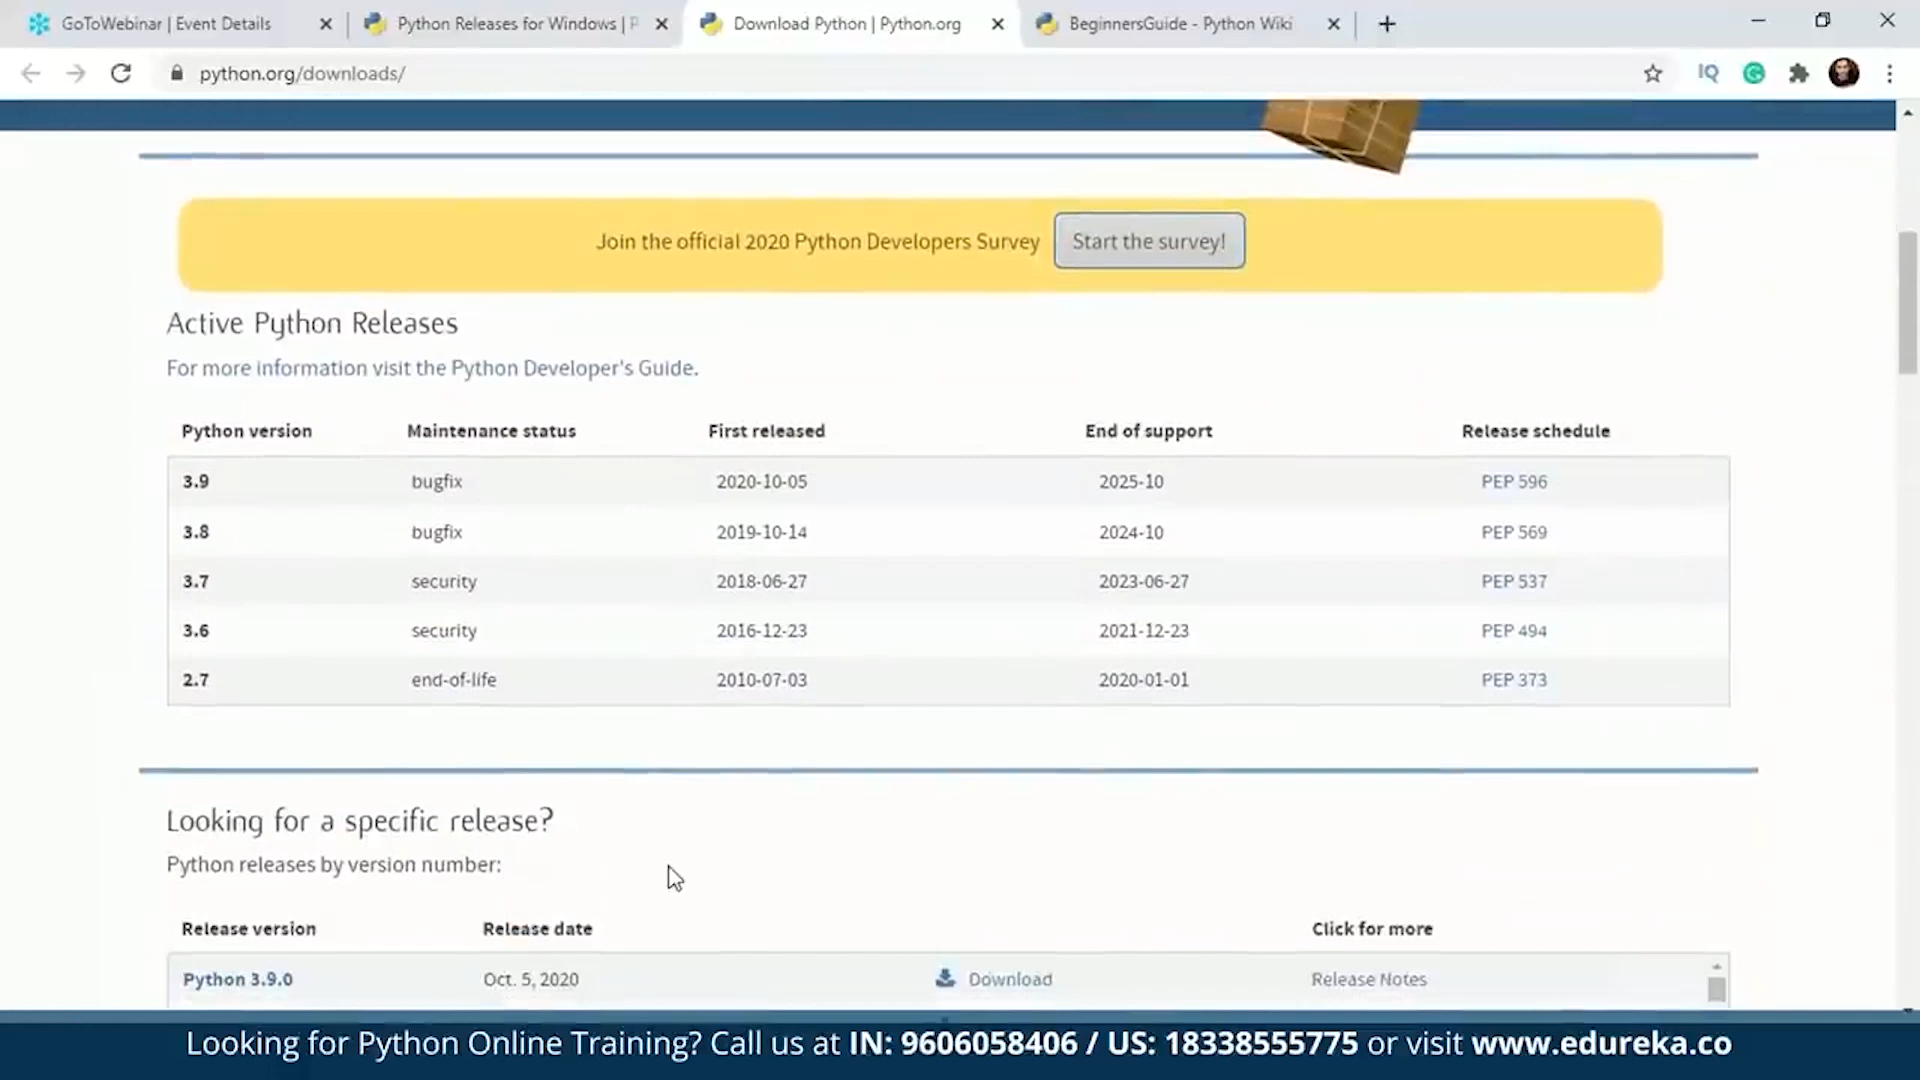 GoToWebinar | Event Details
Python Releases for Windows | P
Download Python | Python.org
BeginnersGuide - Python Wiki
python.org/downloads/
IQ
Join the official 2020 Python Developers Survey Start the survey!
Active Python Releases
For more information visit the Python Developer's Guide.
Python version Maintenance status First released End of support Release schedule
3.9 bugfix 2020-10-05 2025-10 PEP 596
3.8 bugfix 2019-10-14 2024-10 PEP 569
3.7 security 2018-06-27 2023-06-27 PEP 537
3.6 security 2016-12-23 2021-12-23 PEP 494
2.7 end-of-life 2010-07-03 2020-01-01 PEP 373
Looking for a specific release?
Python releases by version number:
Release version Release date Click for more
Python 3.9.0 Oct. 5, 2020 Download Release Notes
Looking for Python Online Training? Call us at IN: 9606058406 / US: 18338555775 or visit www.edureka.co